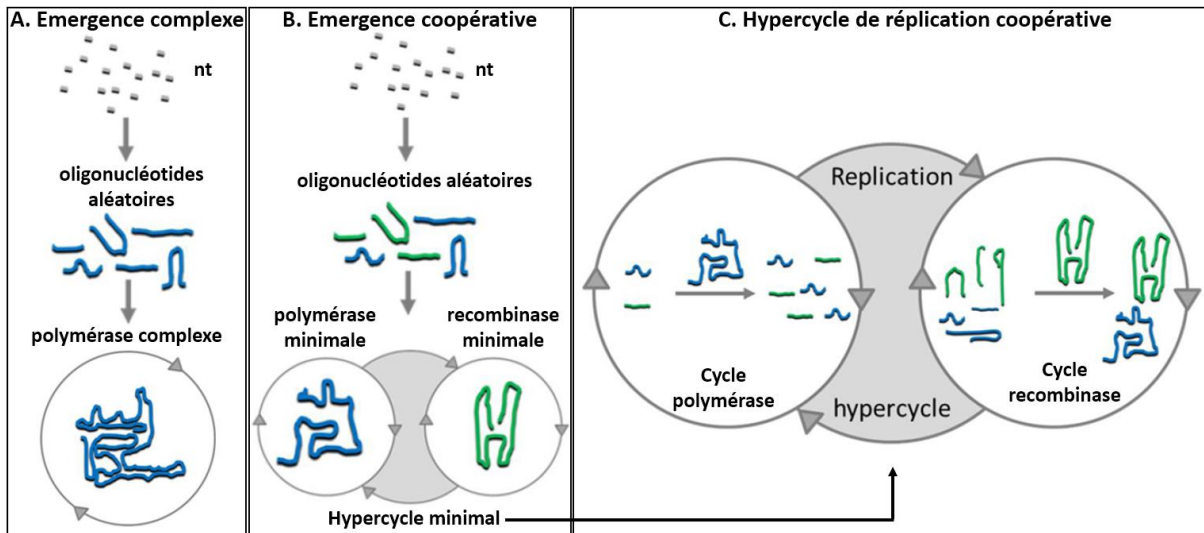 A. Emergence complexe
nt
oligonucléotides
aléatoires
polymérase complexe
B. Emergence coopérative
nt
oligonucléotides aléatoires
polymérase
minimale
recombinase
minimale
Hypercycle minimal
C. Hypercycle de réplication coopérative
Replication
Cycle
polymérase
Cycle
recombinase
hypercycle